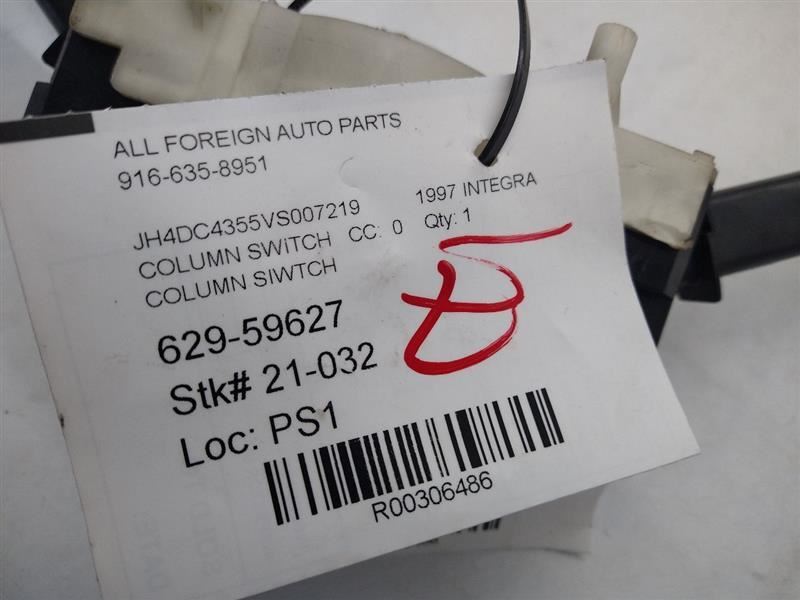 ALL FOREIGN AUTO PARTS
916-635-8951
JH4DC4355VS007219 1997 INTEGRA
COLUMN SWITCH CC: 0 Qty: 1
COLUMN SIWTCH
629-59627
Stk# 21-032
Loc: PS1
R00306486